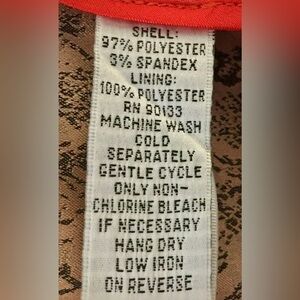 SHELL:
97% POLYESTER
3% SPANDEX
LINING:
100% POLYESTER
RN 90133
MACHINE WASH
COLD
SEPARATELY
GENTLE CYCLE
ONLY NON-
CHLORINE BLEACH
IF NECESSARY
HANG DRY
LOW IRON
ON REVERSE